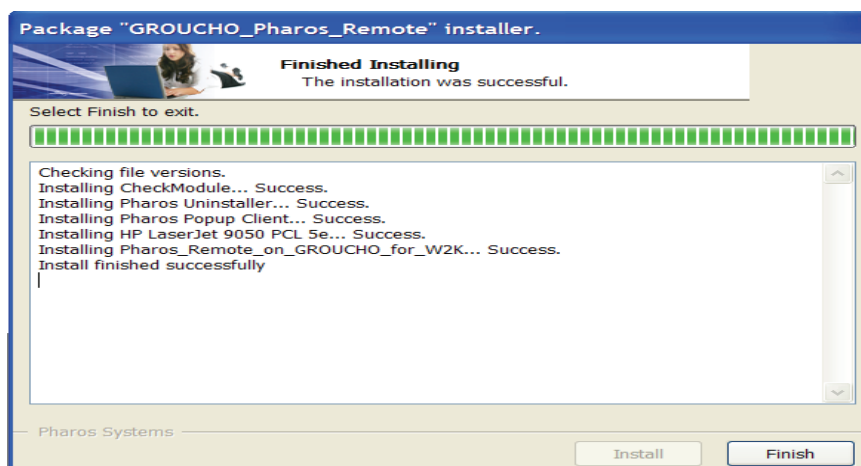 Package "GROUCHO_Pharos_Remote" installer.
Finished Installing
The installation was successful.
Select Finish to exit.
Checking file versions.
Installing CheckModule... Success.
Installing Pharos Uninstaller... Success.
Installing Pharos Popup Client... Success.
Installing HP LaserJet 9050 PCL 5e... Success.
Installing Pharos_Remote_on_GROUCHO_for_W2K... Success.
Install finished successfully
Pharos Systems
Install Finish